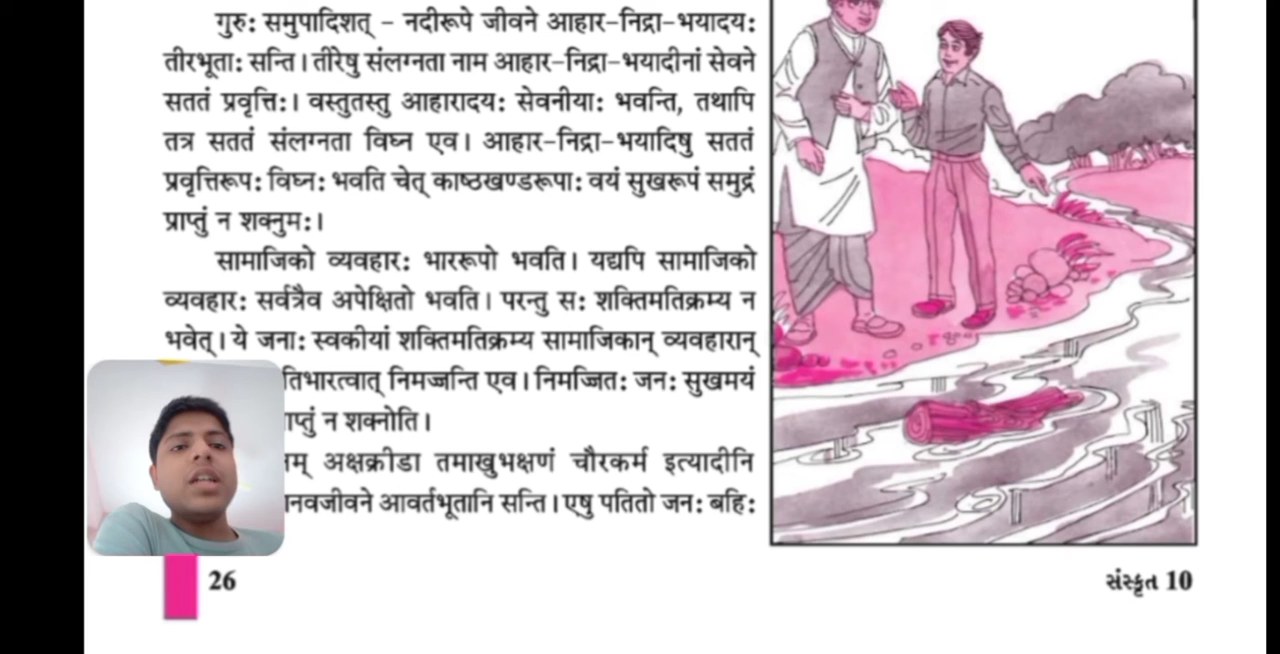 गुरुः समुपादिशत् – नदीरूपे जीवने आहार-निद्रा-भयादयः
तीरभूताः सन्ति। तीरेषु संलग्नता नाम आहार-निद्रा-भयादीनां सेवने
सततं प्रवृत्तिः। वस्तुतस्तु आहारादयः सेवनीयाः भवन्ति, तथापि
तत्र सततं संलग्नता विघ्न एव। आहार-निद्रा-भयादिषु सततं
प्रवृत्तिरूपः विघ्नः भवति चेत् काष्ठखण्डरूपाः वयं सुखरूपं समुद्रं
प्राप्तुं न शक्नुमः।
सामाजिको व्यवहारः भाररूपो भवति। यद्यपि सामाजिको
व्यवहारः सर्वत्रैव अपेक्षितो भवति। परन्तु सः शक्तिमतिक्रम्य न
भवेत्। ये जनाः स्वकीयां शक्तिमतिक्रम्य सामाजिकान् व्यवहारान्
तिभारत्वात् निमज्जन्ति एव। निमज्जितः जनः सुखमयं
प्तुं न शक्नोति।
म् अक्षक्रीडा तमाखुभक्षणं चौरकर्म इत्यादीनि
नवजीवने आवर्तभूतानि सन्ति। एषु पतितो जनः बहिः
26
સંસ્કૃત 10